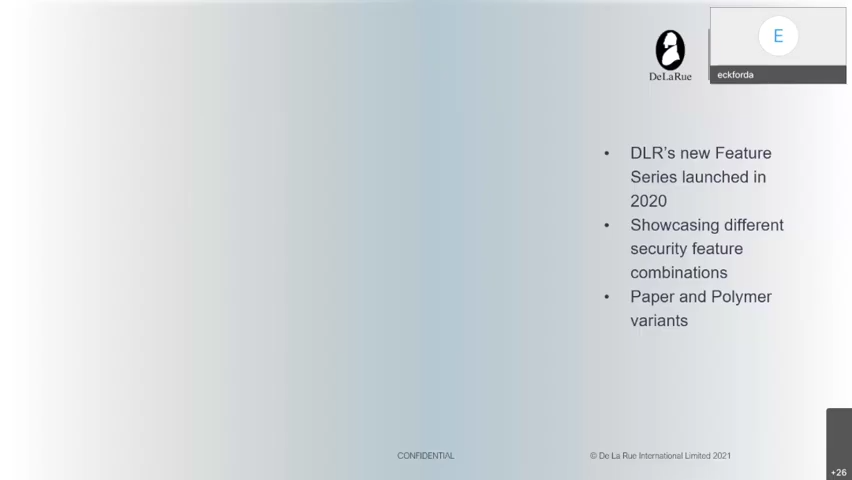 DeLaRue
E
eckforda
• DLR's new Feature
Series launched in
2020
• Showcasing different
security feature
combinations
• Paper and Polymer
variants
CONFIDENTIAL
© De La Rue International Limited 2021
+26